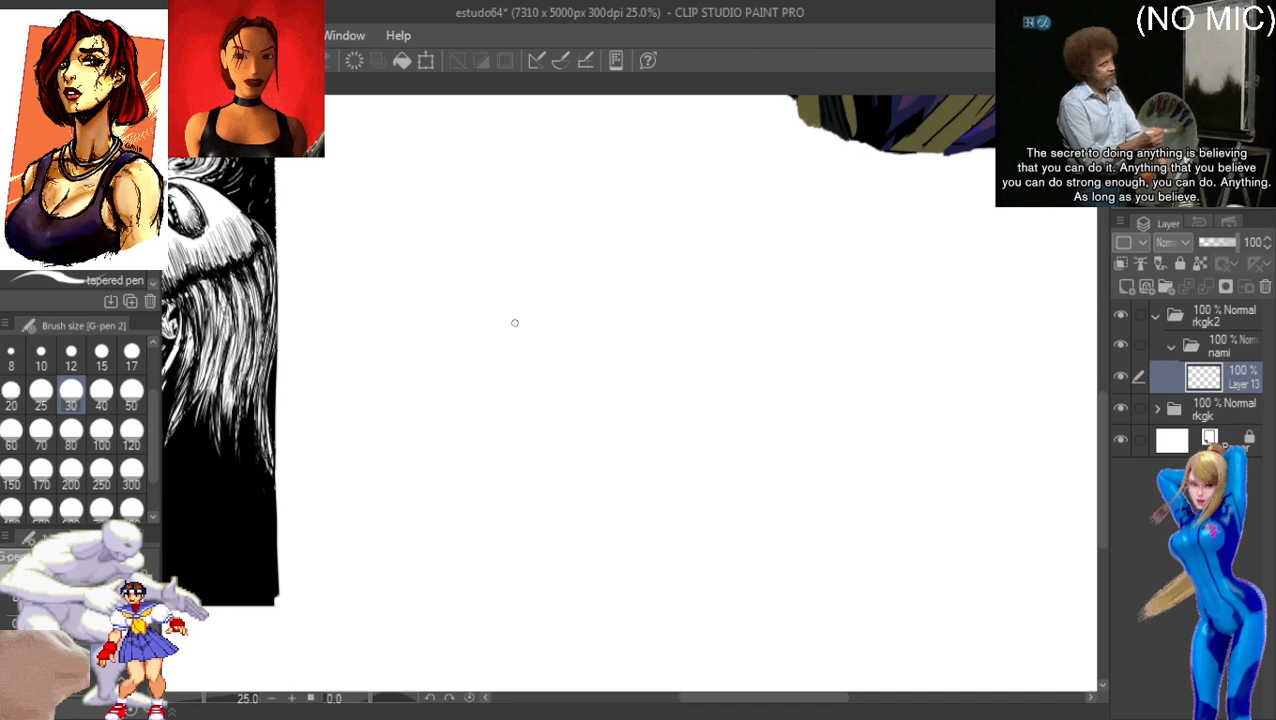 estudo64* (7310 x 5000px 300dpi 25.0%) - CLIP STUDIO PAINT PRO
(NO MIC)
Window Help
The secret to doing anything is believing
that you can do it. Anything that you believe
you can do strong enough, you can do. Anything.
As long as you believe.
Layer
Norm 100
tapered pen
Brush size [G-pen 2]
8 10 12 15 17
20 25 30 40 50
60 70 80 100 120
150 170 200 250 300
100 % Normal
rkgk2
100 % Norm
nami
100 %
Layer 13
100 % Normal
rkgk
25.0 0.0